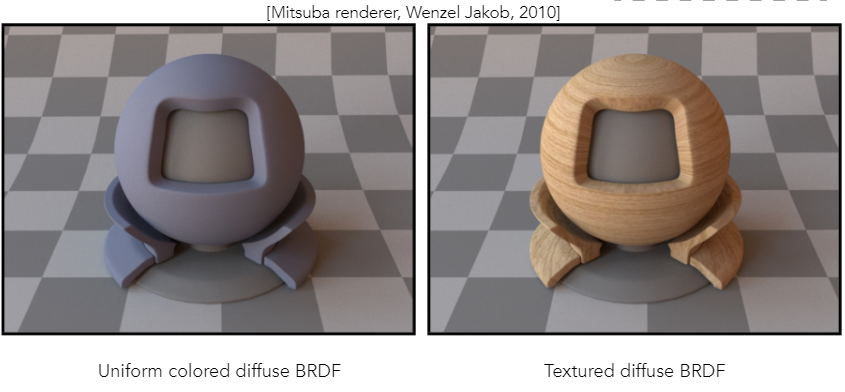 [Mitsuba renderer, Wenzel Jakob, 2010]
Uniform colored diffuse BRDF
Textured diffuse BRDF